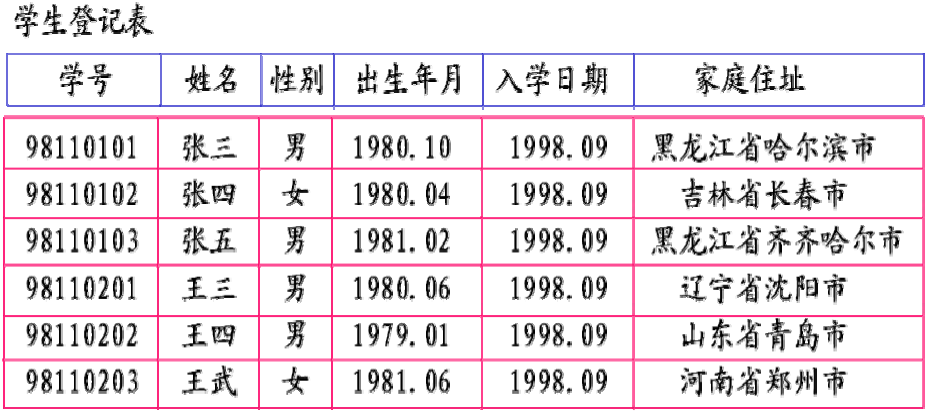 学生登记表
学号 姓名 性别 出生年月 入学日期 家庭住址
98110101 张三 男 1980.10 1998.09 黑龙江省哈尔滨市
98110102 张四 女 1980.04 1998.09 吉林省长春市
98110103 张五 男 1981.02 1998.09 黑龙江省齐齐哈尔市
98110201 王三 男 1980.06 1998.09 辽宁省沈阳市
98110202 王四 男 1979.01 1998.09 山东省青岛市
98110203 王武 女 1981.06 1998.09 河南省郑州市